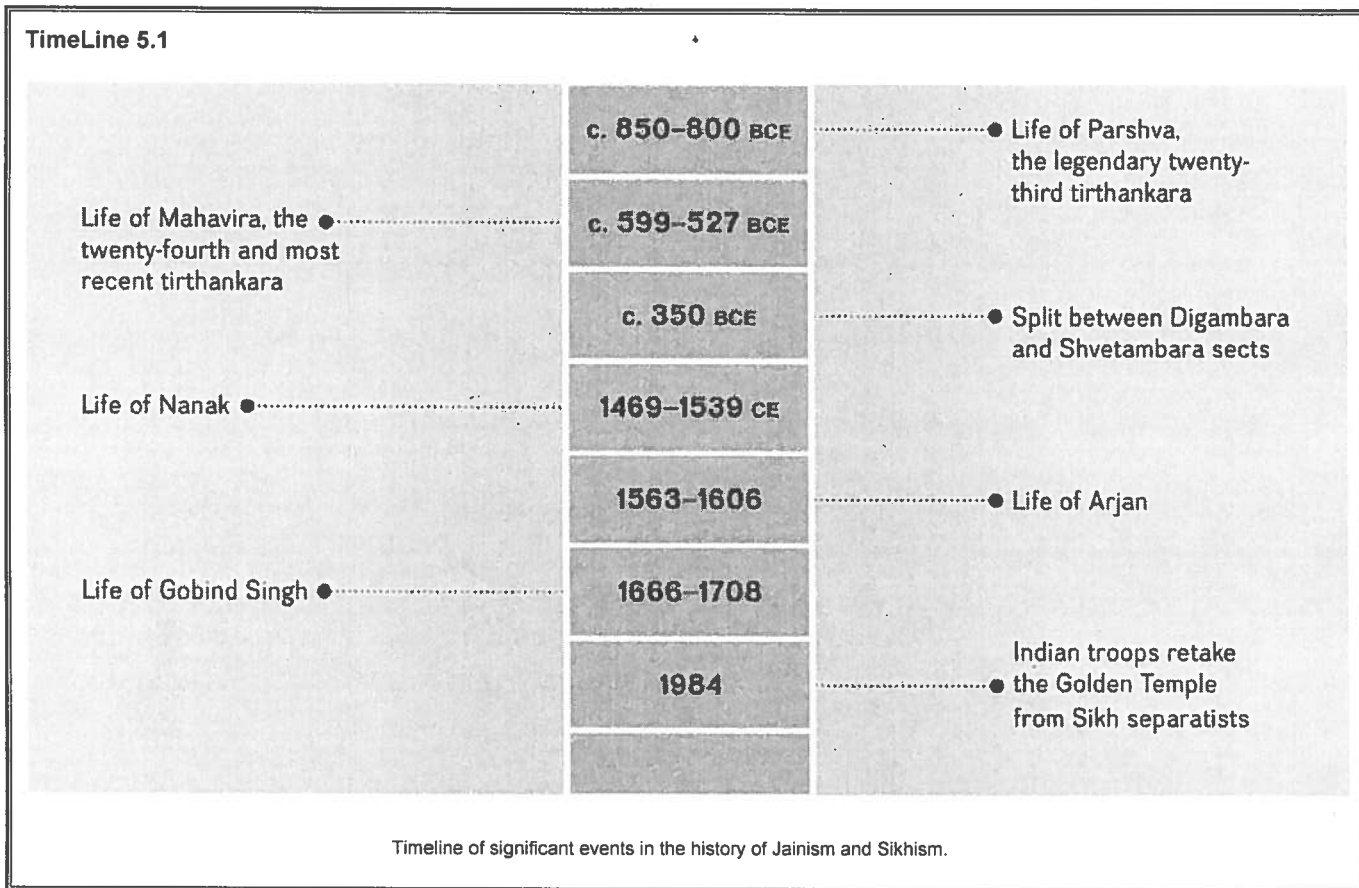 TimeLine 5.1
c. 850–800 BCE
Life of Parshva,
the legendary twenty-
third tirthankara
Life of Mahavira, the
twenty-fourth and most
recent tirthankara
c. 599–527 BCE
c. 350 BCE
Split between Digambara
and Shvetambara sects
Life of Nanak
1469–1539 CE
1563–1606
Life of Arjan
Life of Gobind Singh
1666–1708
1984
Indian troops retake
the Golden Temple
from Sikh separatists
Timeline of significant events in the history of Jainism and Sikhism.